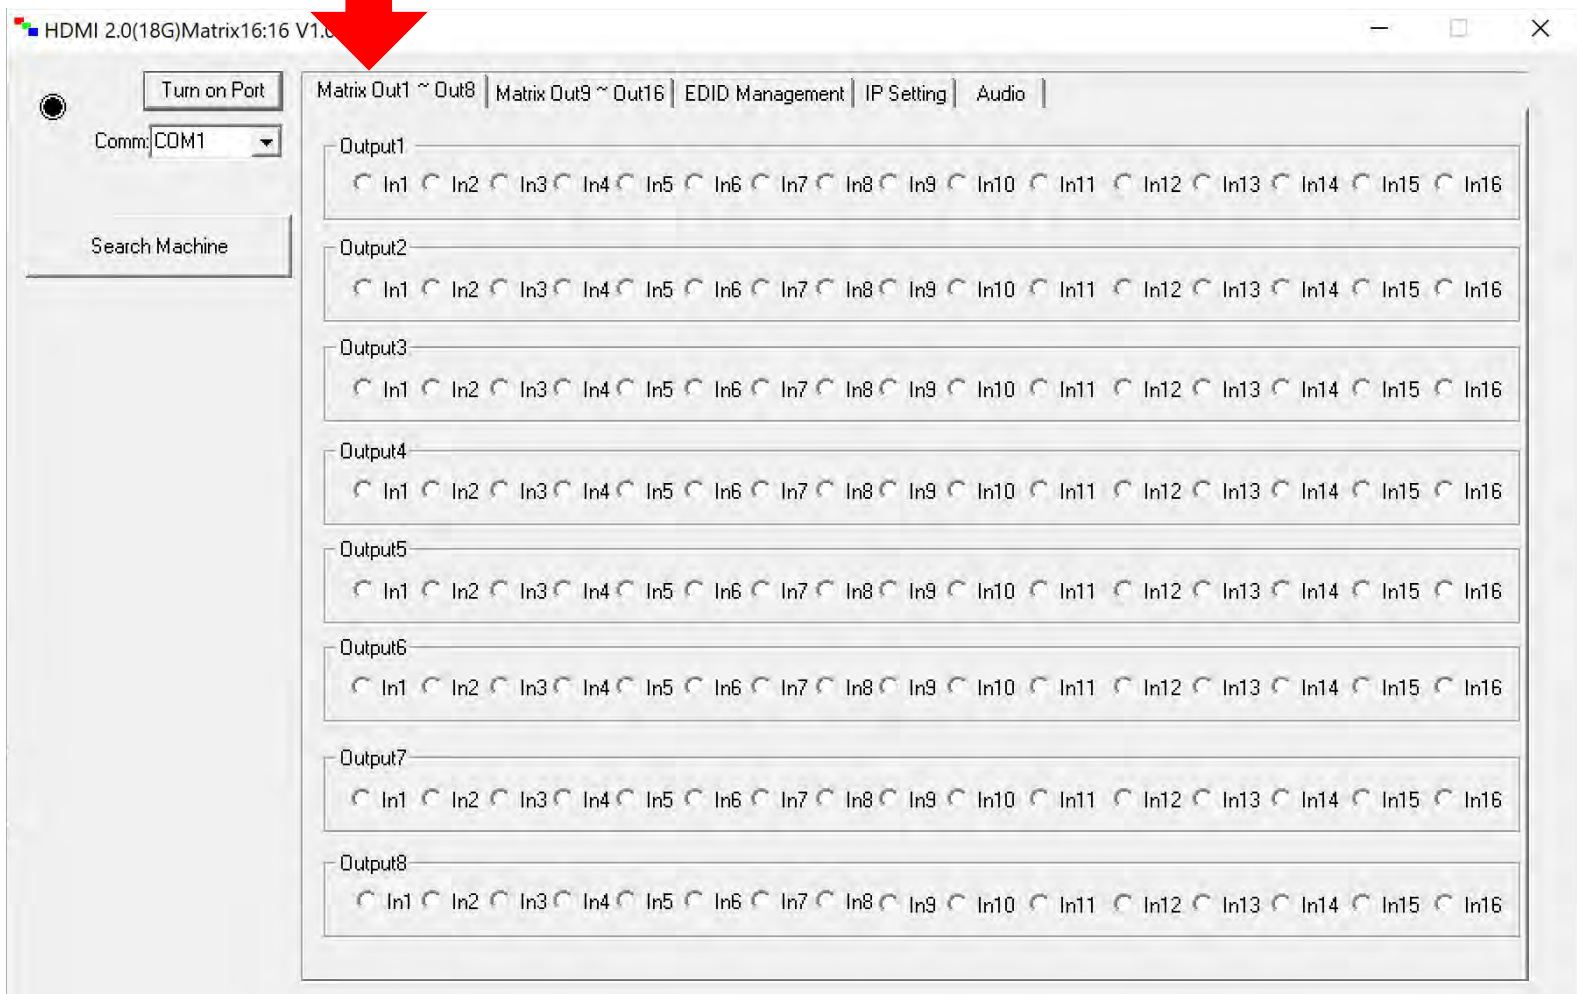 HDMI 2.0(18G)Matrix16:16 V1.0
Turn on Port
Comm: COM1
Search Machine
Matrix Out1 ~ Out8 Matrix Out9 ~ Out16 EDID Management IP Setting Audio
Output1
In1 In2 In3 In4 In5 In6 In7 In8 In9 In10 In11 In12 In13 In14 In15 In16
Output2
In1 In2 In3 In4 In5 In6 In7 In8 In9 In10 In11 In12 In13 In14 In15 In16
Output3
In1 In2 In3 In4 In5 In6 In7 In8 In9 In10 In11 In12 In13 In14 In15 In16
Output4
In1 In2 In3 In4 In5 In6 In7 In8 In9 In10 In11 In12 In13 In14 In15 In16
Output5
In1 In2 In3 In4 In5 In6 In7 In8 In9 In10 In11 In12 In13 In14 In15 In16
Output6
In1 In2 In3 In4 In5 In6 In7 In8 In9 In10 In11 In12 In13 In14 In15 In16
Output7
In1 In2 In3 In4 In5 In6 In7 In8 In9 In10 In11 In12 In13 In14 In15 In16
Output8
In1 In2 In3 In4 In5 In6 In7 In8 In9 In10 In11 In12 In13 In14 In15 In16